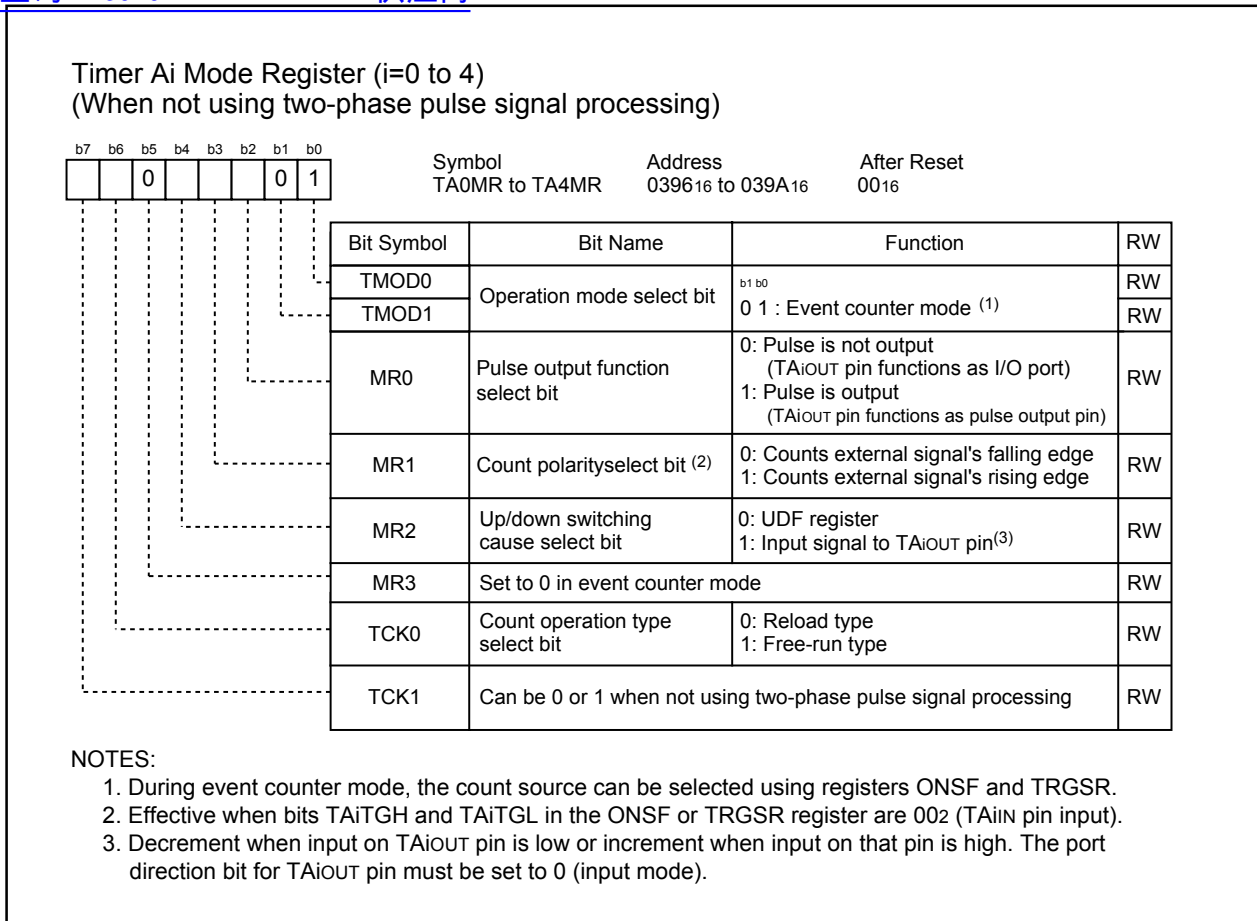 Timer Ai Mode Register (i=0 to 4)
(When not using two-phase pulse signal processing)
b7 b6 b5 b4 b3 b2 b1 b0
0 0 1
Symbol Address After Reset
TA0MR to TA4MR 039616 to 039A16 0016
Bit Symbol Bit Name Function RW
TMOD0 Operation mode select bit b1 b0 RW
TMOD1 0 1 : Event counter mode (1) RW
MR0 Pulse output function select bit 0: Pulse is not output
(TAiOUT pin functions as I/O port)
1: Pulse is output
(TAiOUT pin functions as pulse output pin) RW
MR1 Count polarityselect bit (2) 0: Counts external signal's falling edge
1: Counts external signal's rising edge RW
MR2 Up/down switching cause select bit 0: UDF register
1: Input signal to TAiOUT pin(3) RW
MR3 Set to 0 in event counter mode RW
TCK0 Count operation type select bit 0: Reload type
1: Free-run type RW
TCK1 Can be 0 or 1 when not using two-phase pulse signal processing RW
NOTES:
1. During event counter mode, the count source can be selected using registers ONSF and TRGSR.
2. Effective when bits TAiTGH and TAiTGL in the ONSF or TRGSR register are 002 (TAiIN pin input).
3. Decrement when input on TAiOUT pin is low or increment when input on that pin is high. The port
direction bit for TAiOUT pin must be set to 0 (input mode).